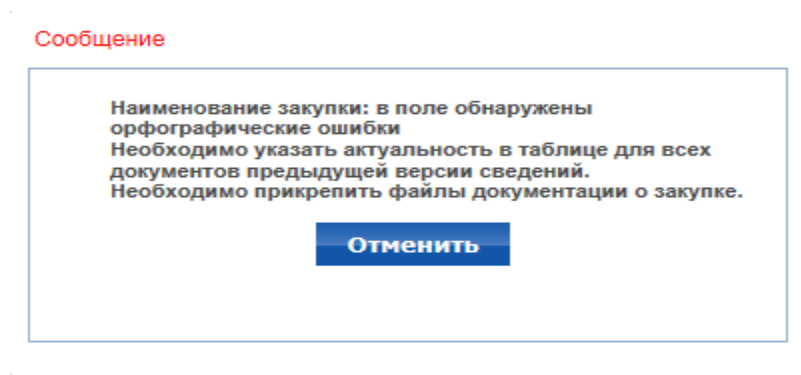 Сообщение
Наименование закупки: в поле обнаружены
орфографические ошибки
Необходимо указать актуальность в таблице для всех
документов предыдущей версии сведений.
Необходимо прикрепить файлы документации о закупке.
Отменить